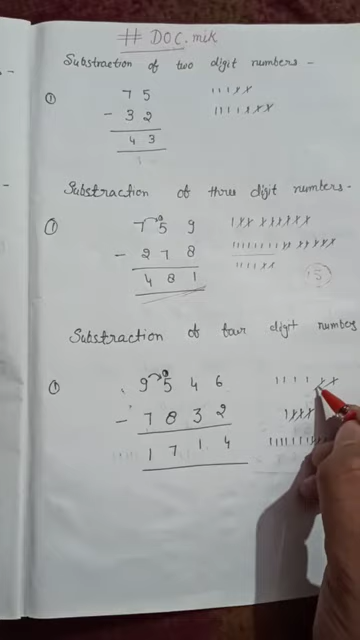 # DOC.mik
Substraction of two digit numbers -
① 7 5
- 3 2
4 3
Substraction of three digit numbers -
① 7 5 9
- 2 7 8
4 8 1
5
Substraction of four digit numbers
① 9 5 4 6
- 7 8 3 2
1 7 1 4